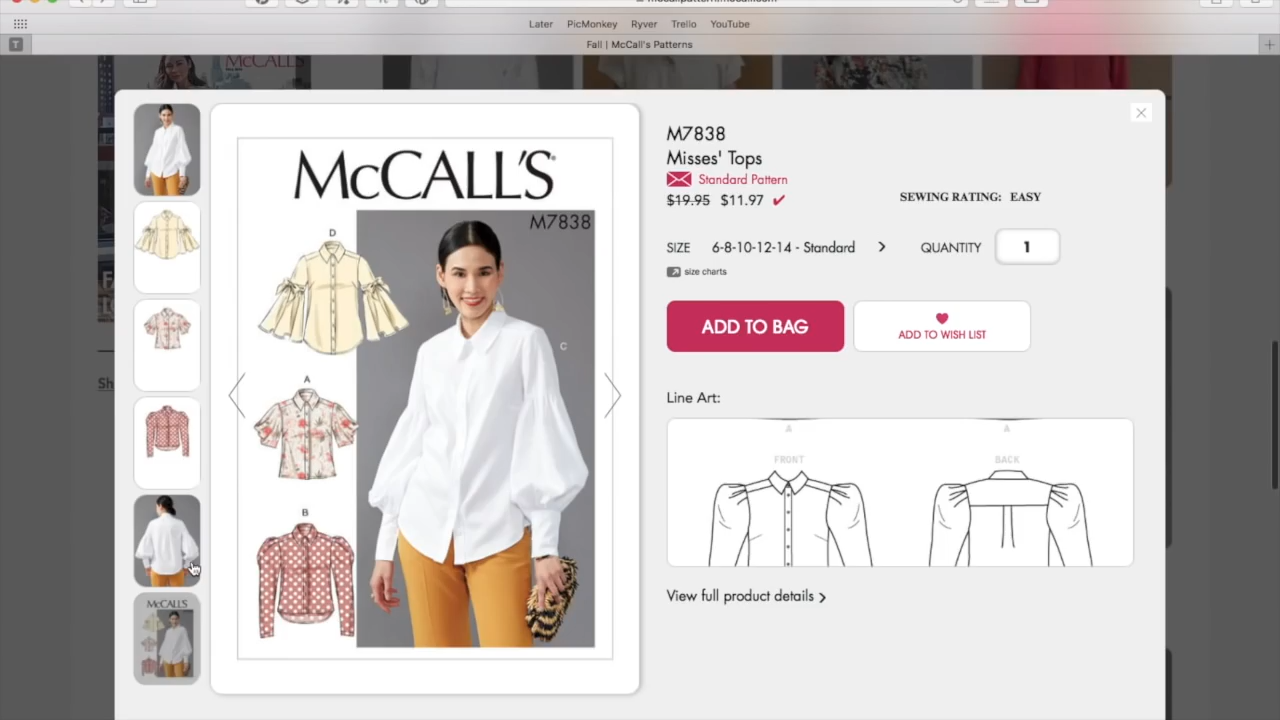 Later PicMonkey Ryver Trello YouTube
T Fall | McCall's Patterns
McCALL'S
McCALL'S
M7838
D
C
A
B
McCALL'S
M7838
Misses' Tops
Standard Pattern
$19.95 $11.97
SEWING RATING: EASY
SIZE 6-8-10-12-14 - Standard > QUANTITY 1
size charts
ADD TO BAG
ADD TO WISH LIST
Line Art:
A A
FRONT BACK
View full product details >
Sh